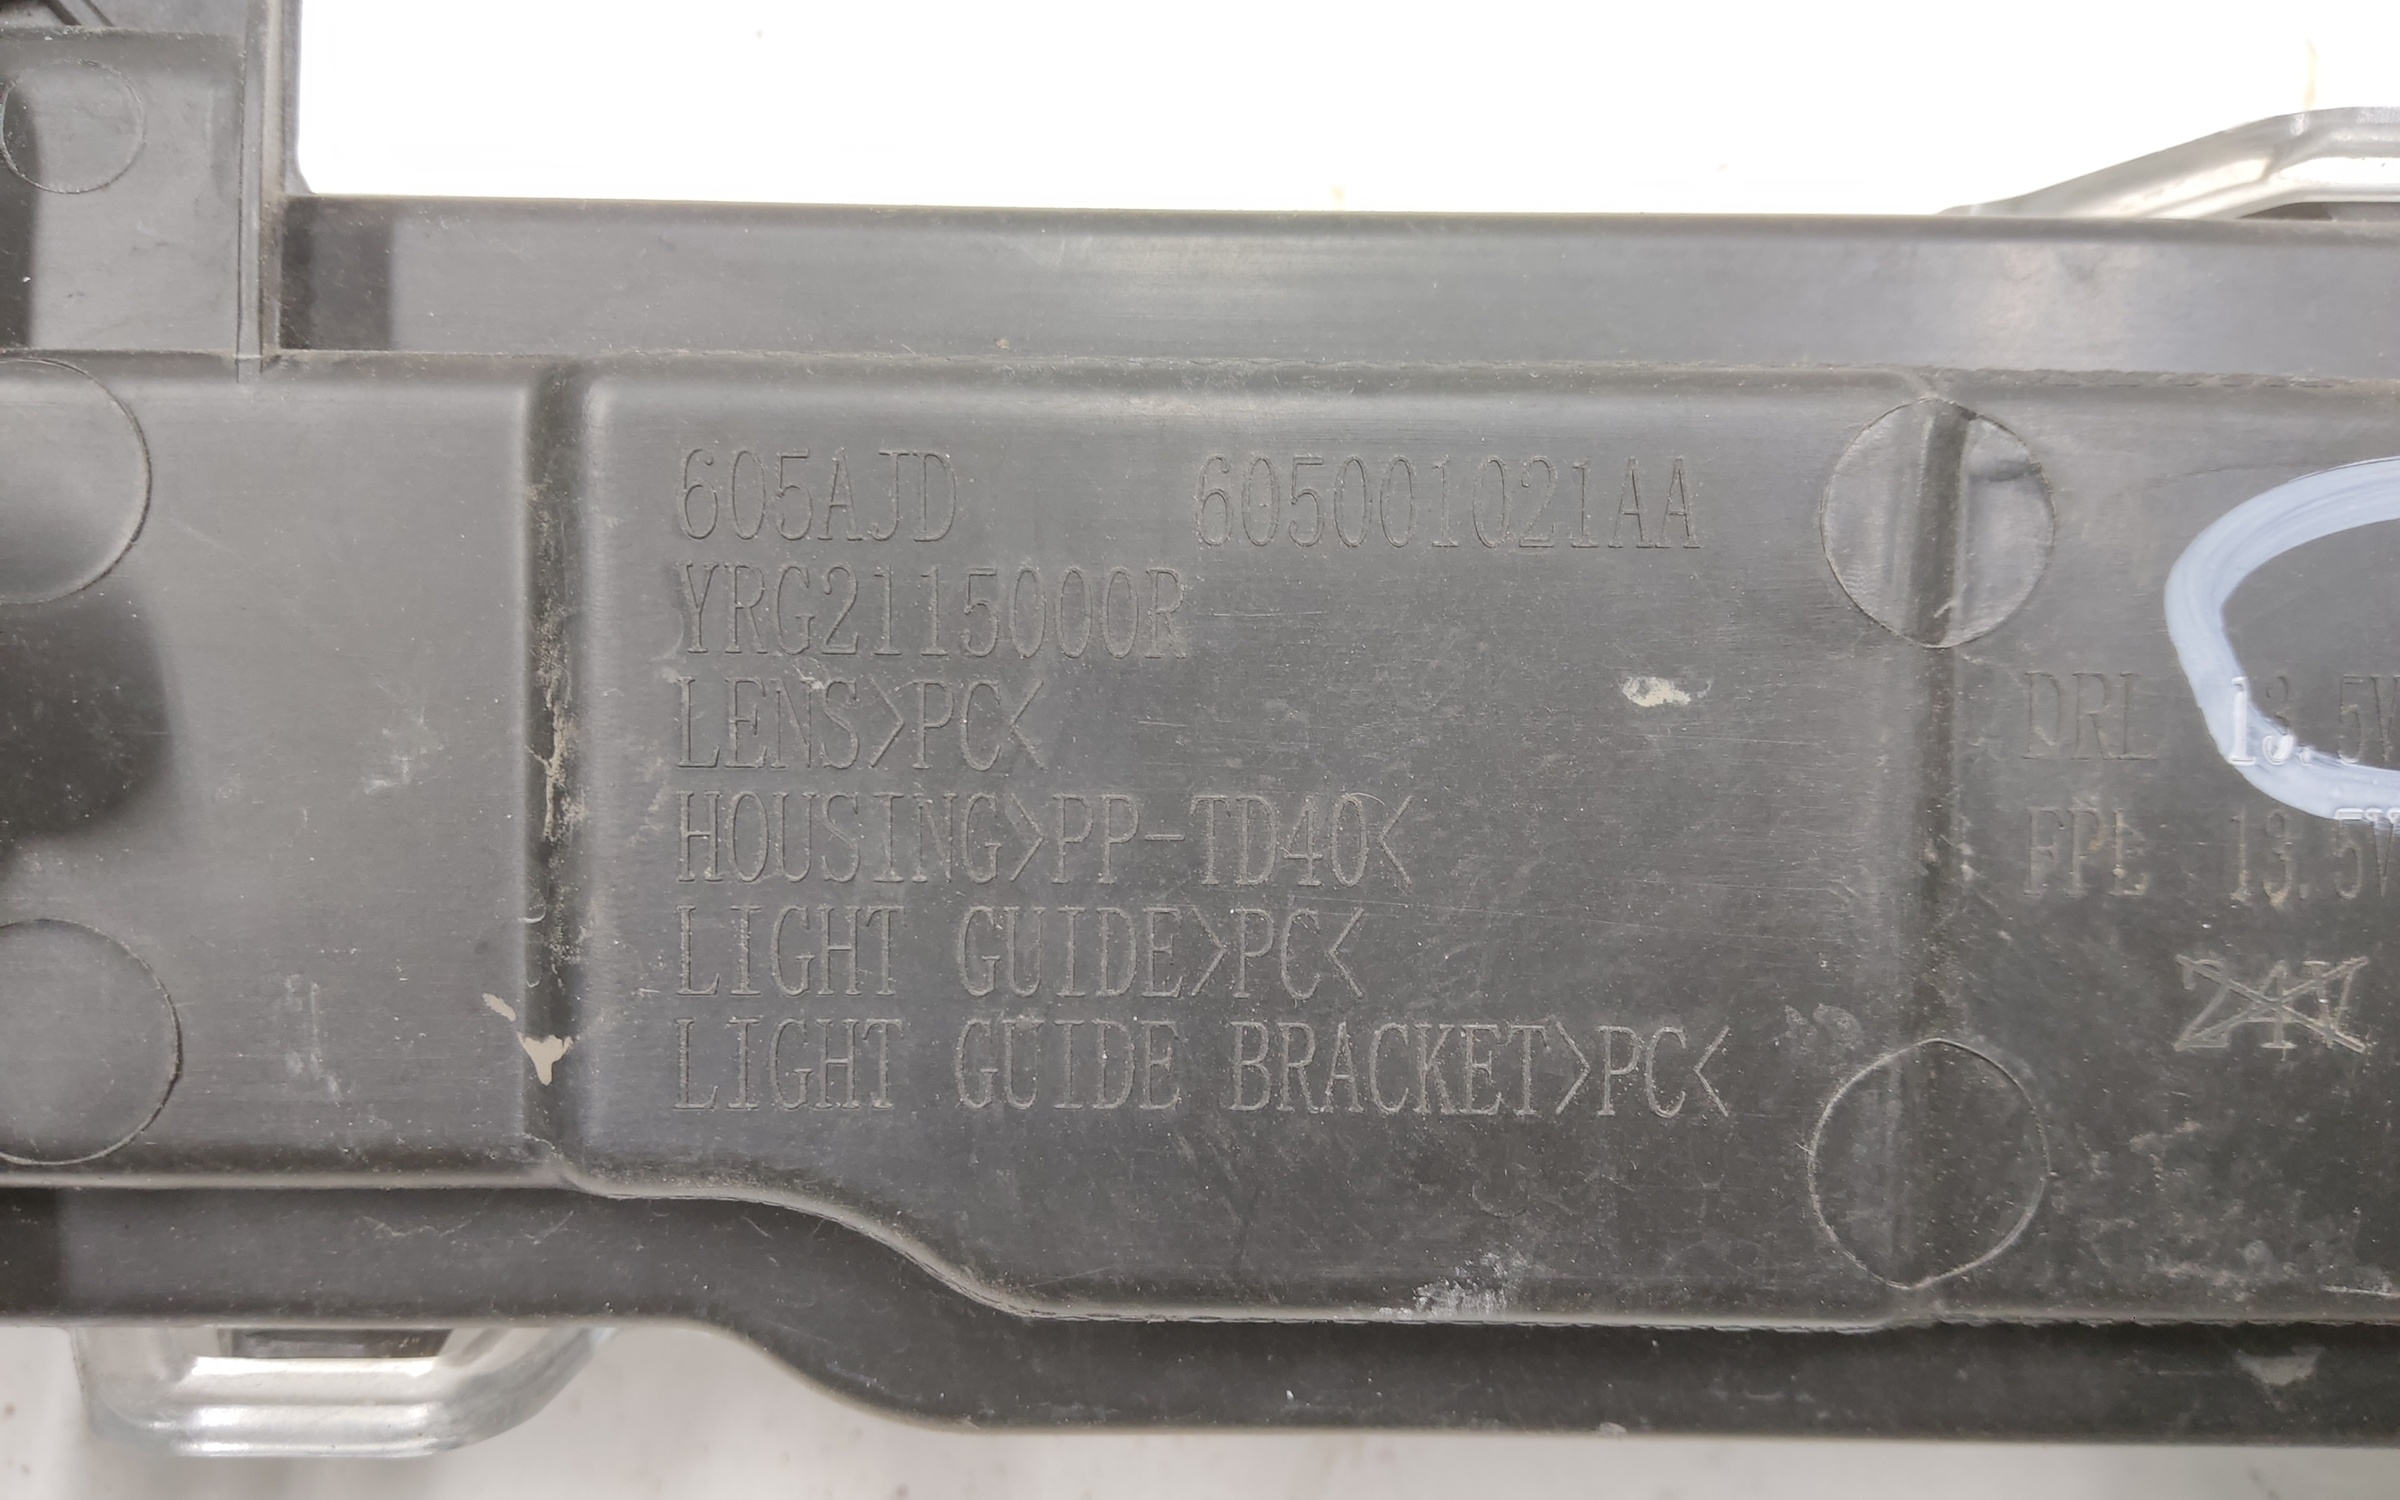 605AJD 605001021AA
YRG2115000R
LENS>PC<
HOUSING>PP-TD40<
LIGHT GUIDE>PC<
LIGHT GUIDE BRACKET>PC<
DRL 13.5V
FPL 13.5V
24V